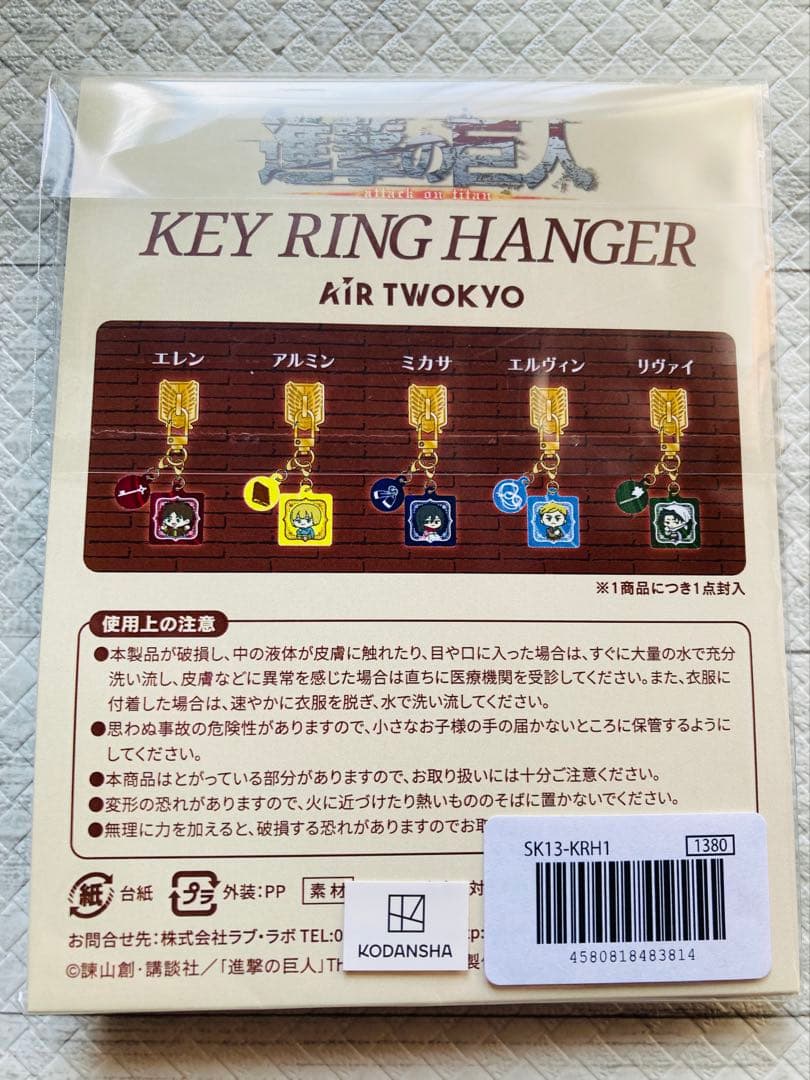 進撃の巨人
attack on titan
KEY RING HANGER
AIR TWOKYO
エレン アルミン ミカサ エルヴィン リヴァイ
※1商品につき1点封入
使用上の注意
●本製品が破損し、中の液体が皮膚に触れたり、目や口に入った場合は、すぐに大量の水で充分
洗い流し、皮膚などに異常を感じた場合は直ちに医療機関を受診してください。また、衣服に
付着した場合は、速やかに衣服を脱ぎ、水で洗い流してください。
●思わぬ事故の危険性がありますので、小さなお子様の手の届かないところに保管するように
してください。
●本商品はとがっている部分がありますので、お取り扱いには十分ご注意ください。
●変形の恐れがありますので、火に近づけたり熱いもののそばに置かないでください。
●無理に力を加えると、破損する恐れがありますのでお取
SK13-KRH1 1380
4580818483814
紙 台紙 プラ 外装:PP 素材 対
KODANSHA
お問合せ先:株式会社ラブ・ラボ TEL:0
©諫山創・講談社/「進撃の巨人」TH